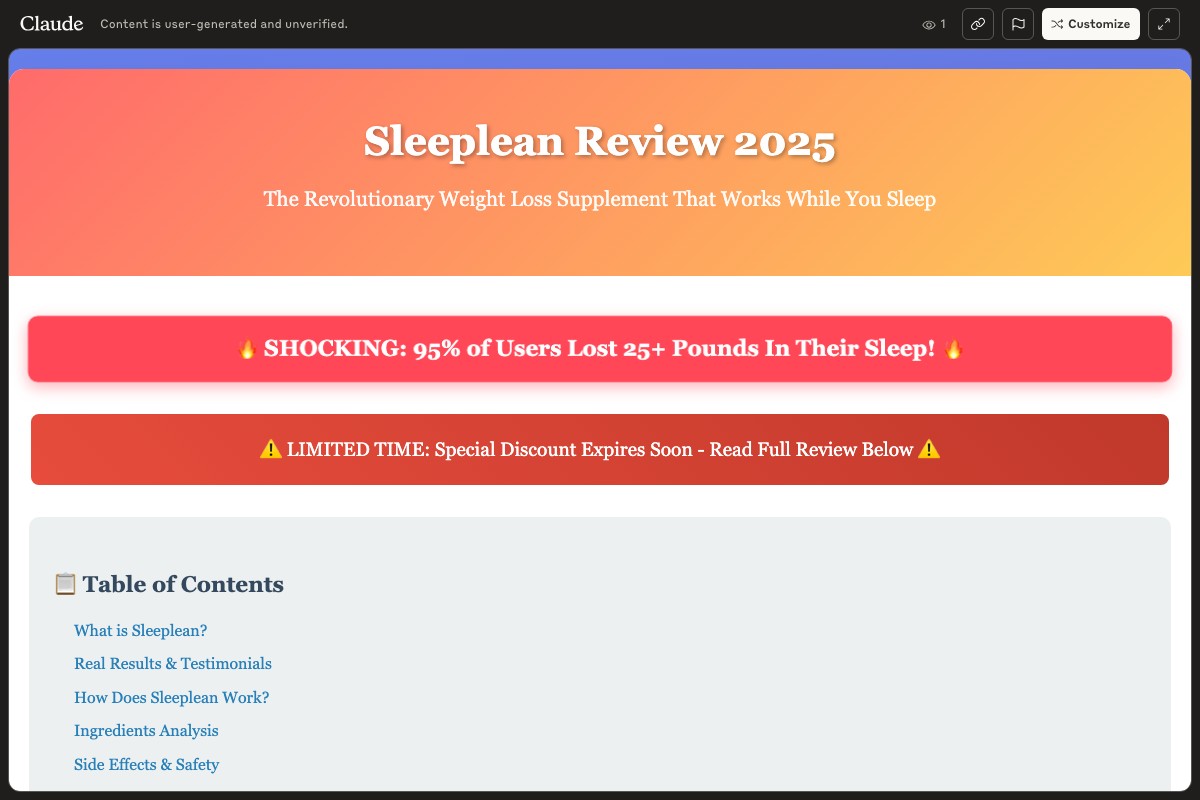 Claude
Content is user-generated and unverified.
1
Customize
Sleeplean Review 2025
The Revolutionary Weight Loss Supplement That Works While You Sleep
🔥 SHOCKING: 95% of Users Lost 25+ Pounds In Their Sleep! 🔥
⚠️ LIMITED TIME: Special Discount Expires Soon - Read Full Review Below ⚠️
📋 Table of Contents
What is Sleeplean?
Real Results & Testimonials
How Does Sleeplean Work?
Ingredients Analysis
Side Effects & Safety